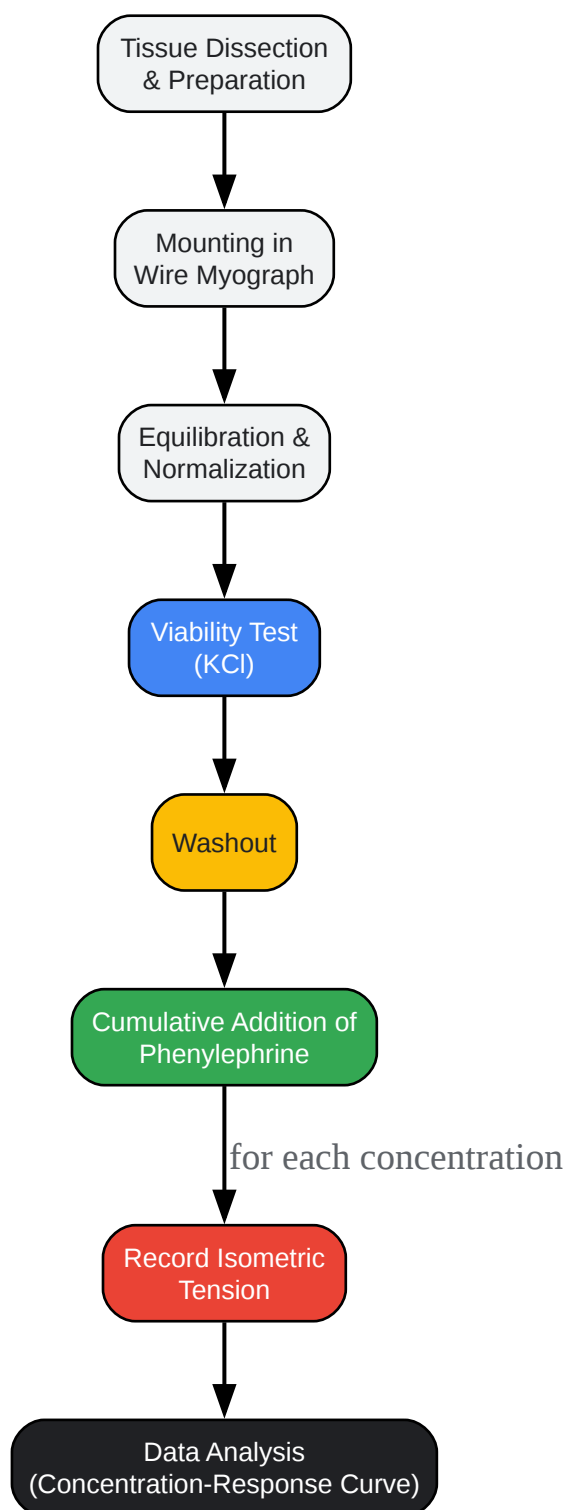 Tissue Dissection
& Preparation
Mounting in
Wire Myograph
Equilibration &
Normalization
Viability Test
(KCl)
Washout
Cumulative Addition of
Phenylephrine
for each concentration
Record Isometric
Tension
Data Analysis
(Concentration-Response Curve)